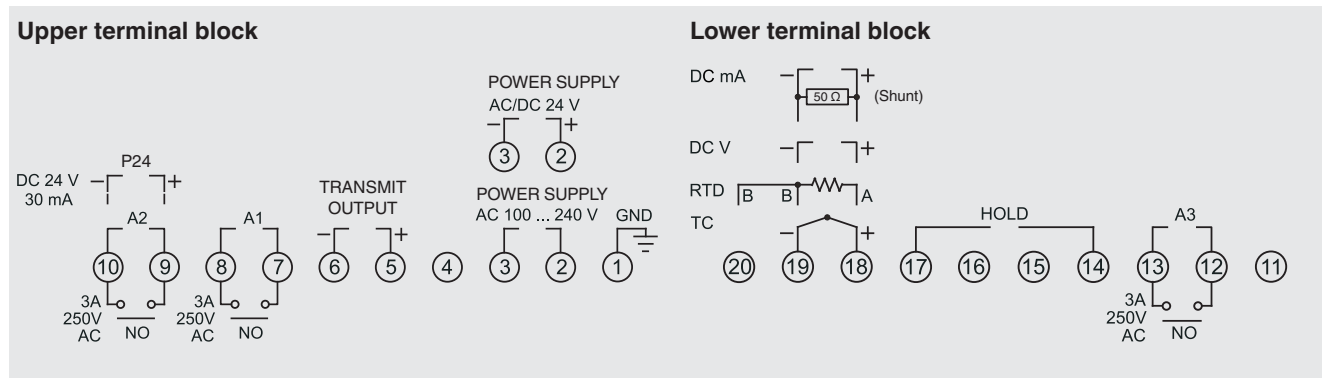 Upper terminal block
POWER SUPPLY
AC/DC 24 V
− +
3 2
P24
DC 24 V − +
30 mA
A2 A1
TRANSMIT
OUTPUT
− +
POWER SUPPLY
AC 100 ... 240 V
GND
10 9 8 7 6 5 4 3 2 1
3A
250V
AC
NO
3A
250V
AC
NO
Lower terminal block
DC mA − +
50 Ω (Shunt)
DC V − +
RTD B B A
TC − +
HOLD
A3
20 19 18 17 16 15 14 13 12 11
3A
250V
AC
NO